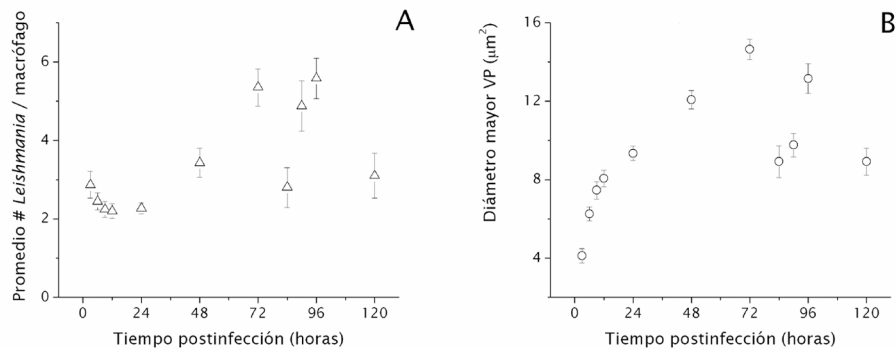 A
Promedio # Leishmania / macrófago
6
4
2
0
0 24 48 72 96 120
Tiempo postinfección (horas)
B
Diámetro mayor VP (μm²)
16
12
8
4
0 24 48 72 96 120
Tiempo postinfección (horas)